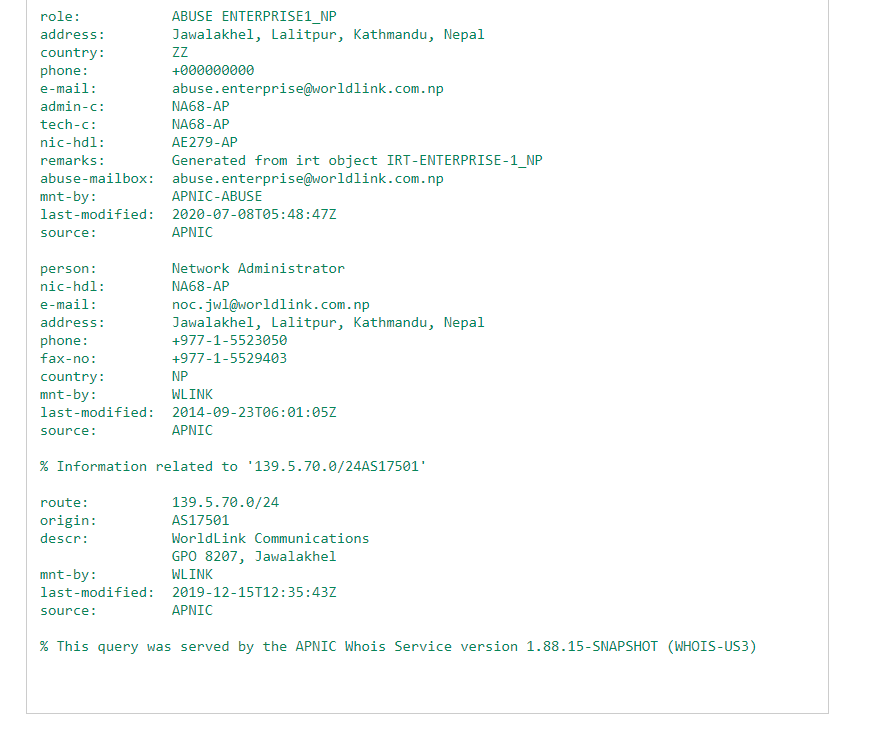 role: ABUSE ENTERPRISE1_NP
address: Jawalakhel, Lalitpur, Kathmandu, Nepal
country: ZZ
phone: +000000000
e-mail: abuse.enterprise@worldlink.com.np
admin-c: NA68-AP
tech-c: NA68-AP
nic-hdl: AE279-AP
remarks: Generated from irt object IRT-ENTERPRISE-1_NP
abuse-mailbox: abuse.enterprise@worldlink.com.np
mnt-by: APNIC-ABUSE
last-modified: 2020-07-08T05:48:47Z
source: APNIC
person: Network Administrator
nic-hdl: NA68-AP
e-mail: noc.jwl@worldlink.com.np
address: Jawalakhel, Lalitpur, Kathmandu, Nepal
phone: +977-1-5523050
fax-no: +977-1-5529403
country: NP
mnt-by: WLINK
last-modified: 2014-09-23T06:01:05Z
source: APNIC
% Information related to '139.5.70.0/24AS17501'
route: 139.5.70.0/24
origin: AS17501
descr: WorldLink Communications
GPO 8207, Jawalakhel
mnt-by: WLINK
last-modified: 2019-12-15T12:35:43Z
source: APNIC
% This query was served by the APNIC Whois Service version 1.88.15-SNAPSHOT (WHOIS-US3)